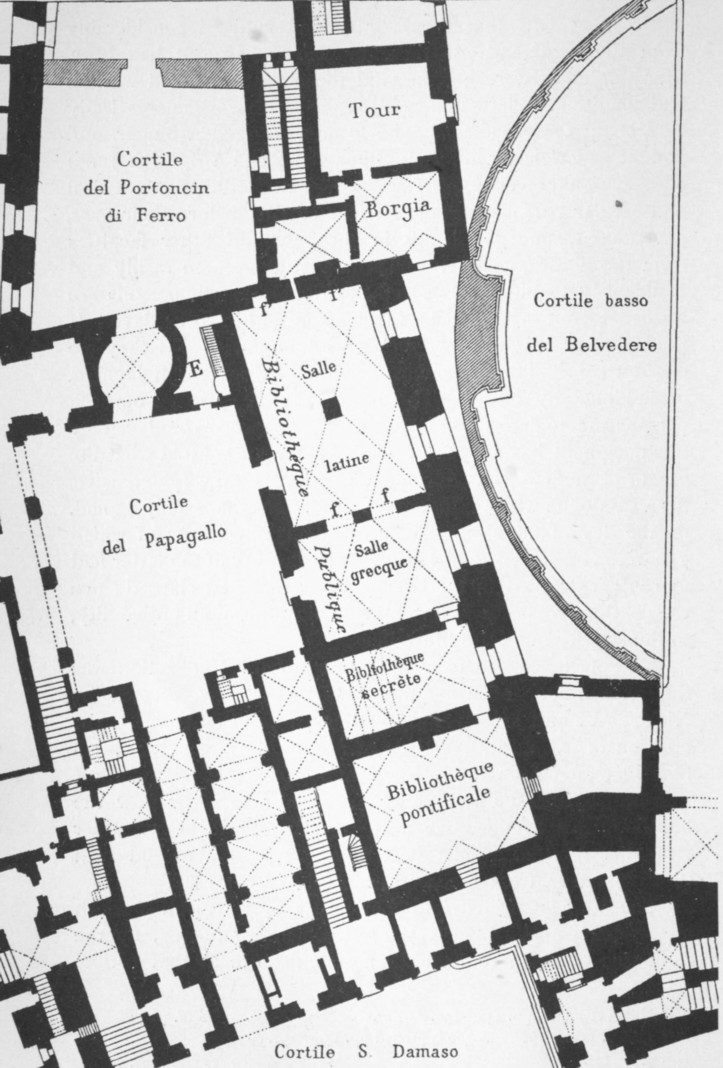 Tour
Cortile
del Portoncin
di Ferro
Borgia
Cortile basso
del Belvedere
f
f
E
Salle
latine
Bibliothèque
Publique
Cortile
del Papagallo
f
f
Salle
grecque
Bibliothèque
secrète
Bibliothèque
pontificale
Cortile S. Damaso